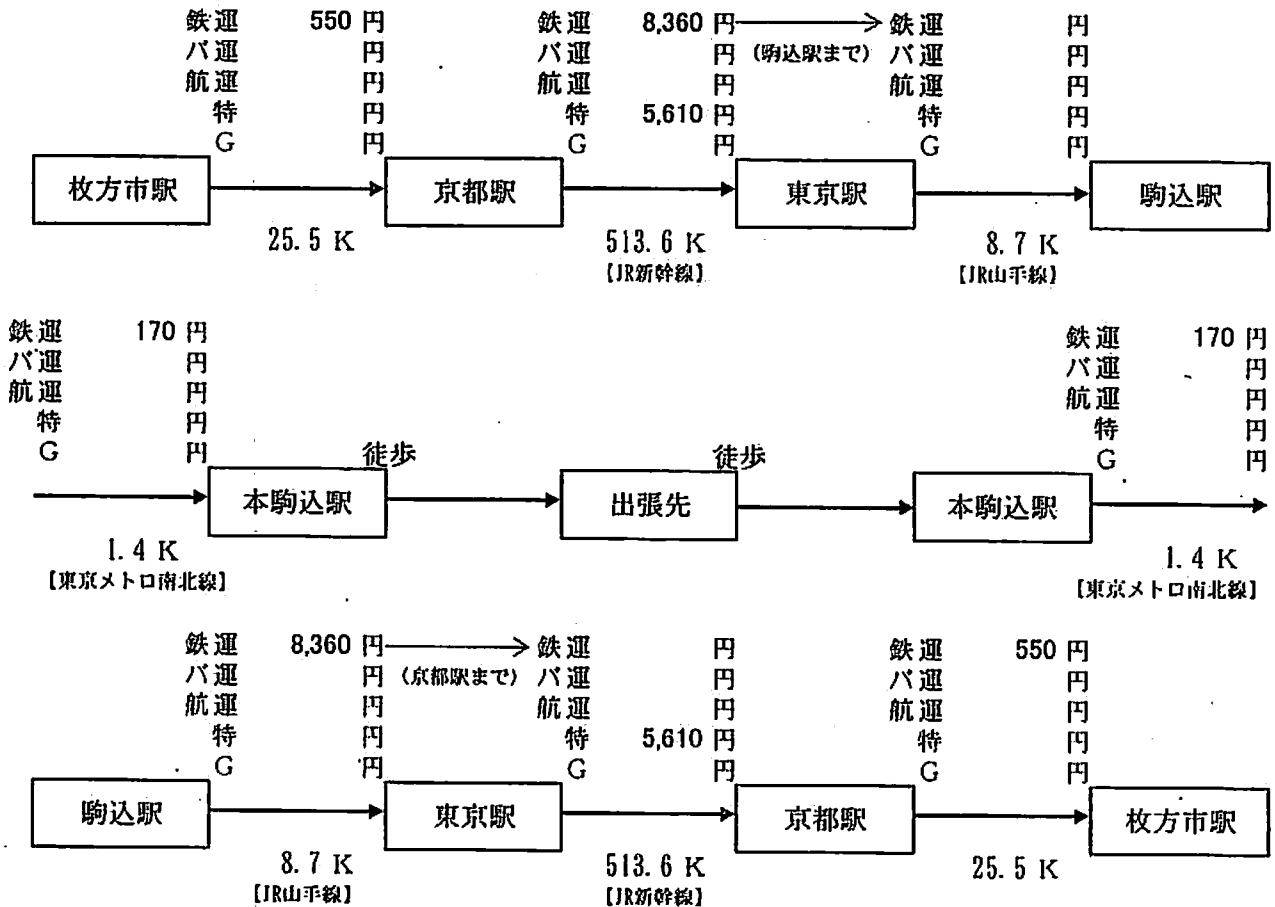 鉄運 550 円 鉄運 8,360 円 鉄運 円
バ運 円 バ運 円 (駒込駅まで) バ運 円
航運 円 航運 円 航運 円
特 円 特 5,610 円 特 円
G 円 G 円 G 円
枚方市駅 京都駅 東京駅 駒込駅
25.5 K 513.6 K 8.7 K
【JR新幹線】 【JR山手線】
鉄運 170 円 鉄運 170 円
バ運 円 バ運 円
航運 円 航運 円
特 円 特 円
G 円 徒歩 徒歩 G 円
本駒込駅 出張先 本駒込駅
1.4 K 1.4 K
【東京メトロ南北線】 【東京メトロ南北線】
鉄運 8,360 円 鉄運 円 鉄運 550 円
バ運 円 (京都駅まで) バ運 円 バ運 円
航運 円 航運 円 航運 円
特 円 特 5,610 円 特 円
G 円 G 円 G 円
駒込駅 東京駅 京都駅 枚方市駅
8.7 K 513.6 K 25.5 K
【JR山手線】 【JR新幹線】